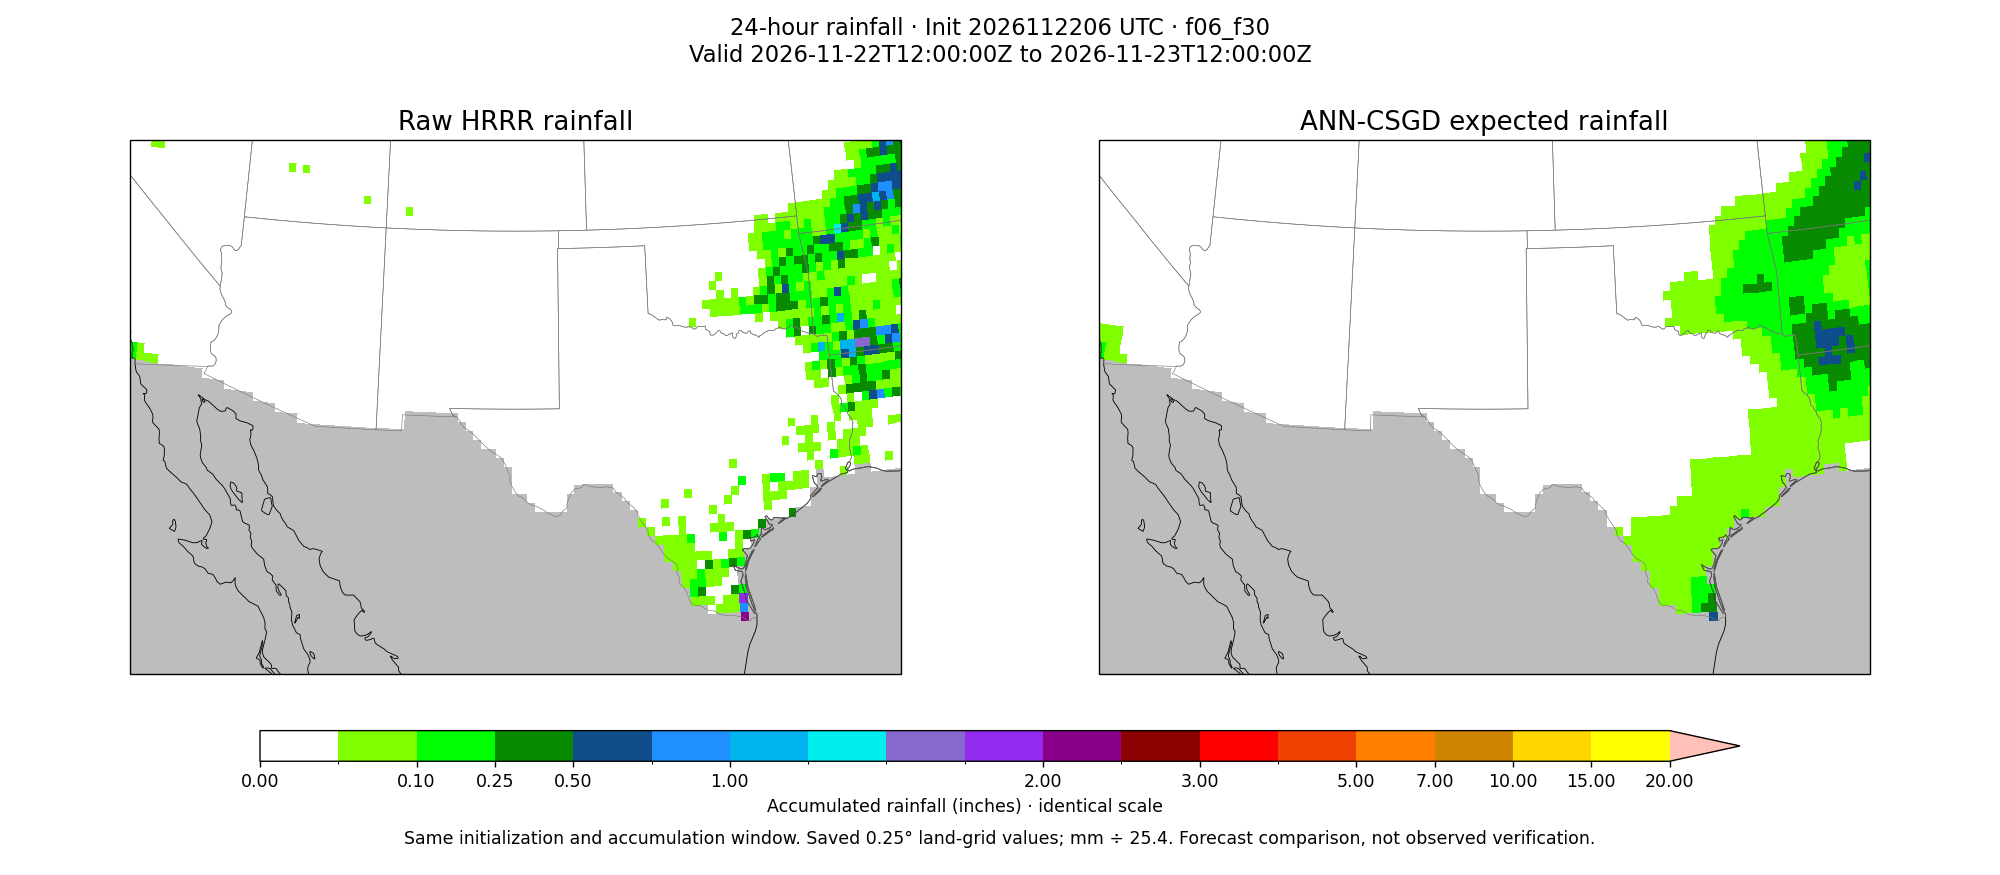 24-hour rainfall · Init 2026112206 UTC · f06_f30
Valid 2026-11-22T12:00:00Z to 2026-11-23T12:00:00Z
Raw HRRR rainfall
ANN-CSGD expected rainfall
0.00 0.10 0.25 0.50 1.00 2.00 3.00 5.00 7.00 10.00 15.00 20.00
Accumulated rainfall (inches) · identical scale
Same initialization and accumulation window. Saved 0.25° land-grid values; mm ÷ 25.4. Forecast comparison, not observed verification.